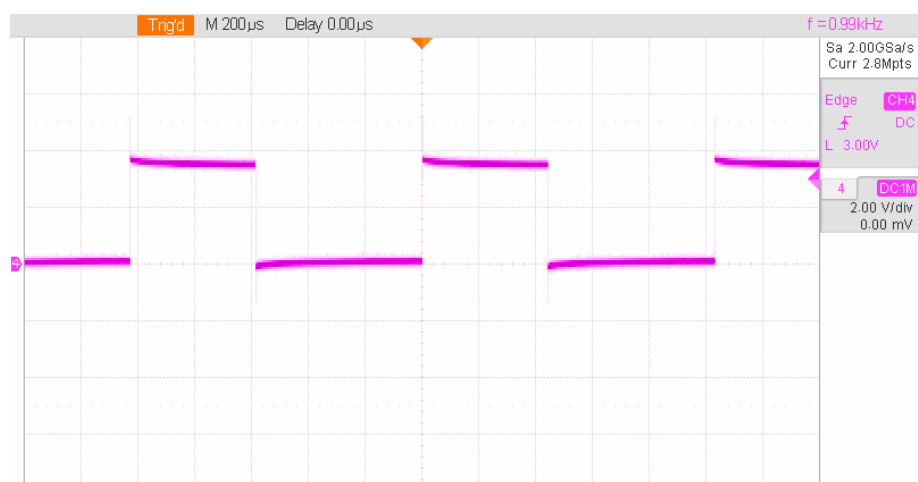 Trig'd M 200µs Delay 0.00µs f = 0.99kHz
Sa 2.00GSa/s
Curr 2.8Mpts
Edge CH4
DC
L 3.00V
4 DC1M
2.00 V/div
0.00 mV
4